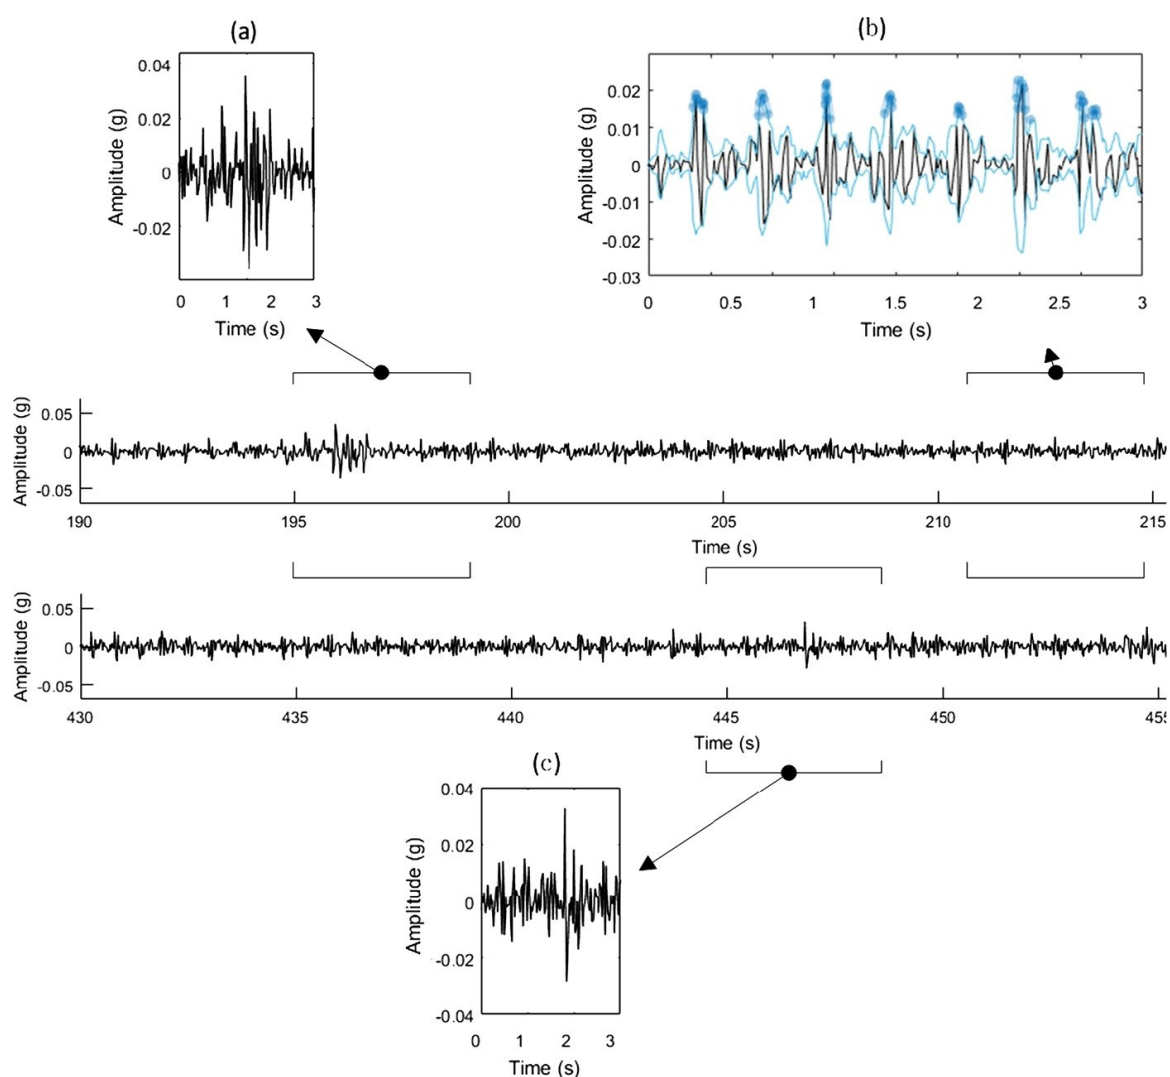 (a)
(b)
0.04
0.02
0
-0.02
Amplitude (g)
0 1 2 3
Time (s)
0.02
0.01
0
-0.01
-0.02
-0.03
Amplitude (g)
0 0.5 1 1.5 2 2.5 3
Time (s)
0.05
0
-0.05
Amplitude (g)
190 195 200 205 210 215
Time (s)
0.05
0
-0.05
Amplitude (g)
430 435 440 445 450 455
Time (s)
(c)
0.04
0.02
0
-0.02
-0.04
Amplitude (g)
0 1 2 3
Time (s)